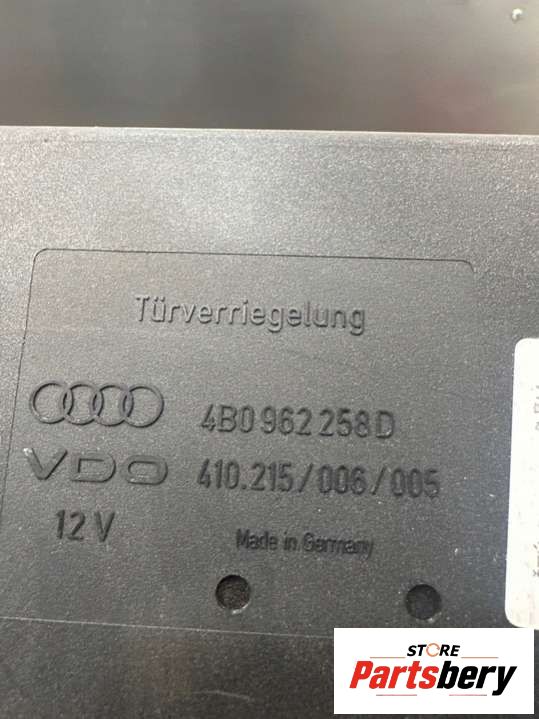 Türverriegelung
4B0 962 258 D
VDO 410.215/006/005
12 V Made in Germany
STORE
Partsbery